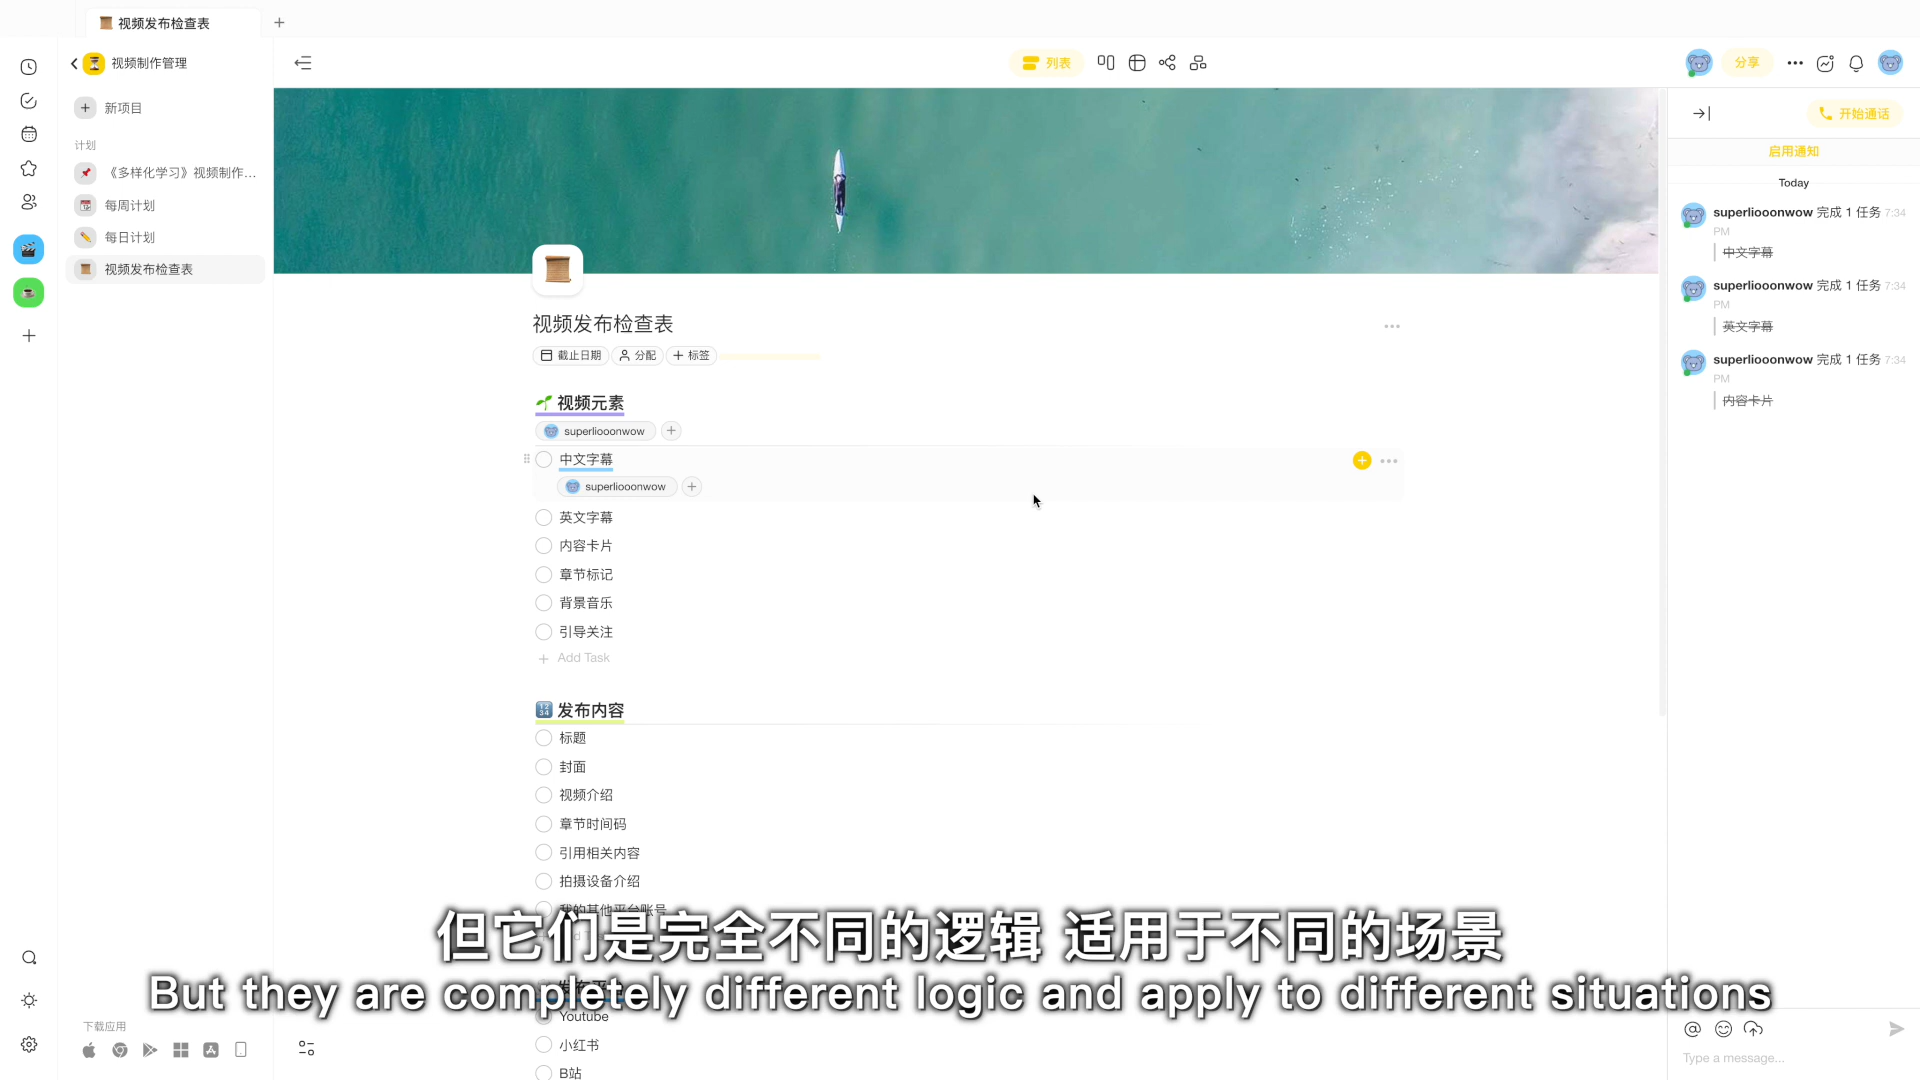 视频发布检查表
视频制作管理
列表
分享
新项目
计划
《多样化学习》视频制作...
每周计划
每日计划
视频发布检查表
开始通话
启用通知
Today
superliooonwow 完成 1 任务 7:34 PM
中文字幕
superliooonwow 完成 1 任务 7:34 PM
英文字幕
superliooonwow 完成 1 任务 7:34 PM
内容卡片
视频发布检查表
截止日期 分配 标签
视频元素
superliooonwow
中文字幕
superliooonwow
英文字幕
内容卡片
章节标记
背景音乐
引导关注
Add Task
发布内容
标题
封面
视频介绍
章节时间码
引用相关内容
拍摄设备介绍
我的其他平台账号
但它们是完全不同的逻辑 适用于不同的场景
But they are completely different logic and apply to different situations
Youtube
小红书
B站
下载应用
Type a message...